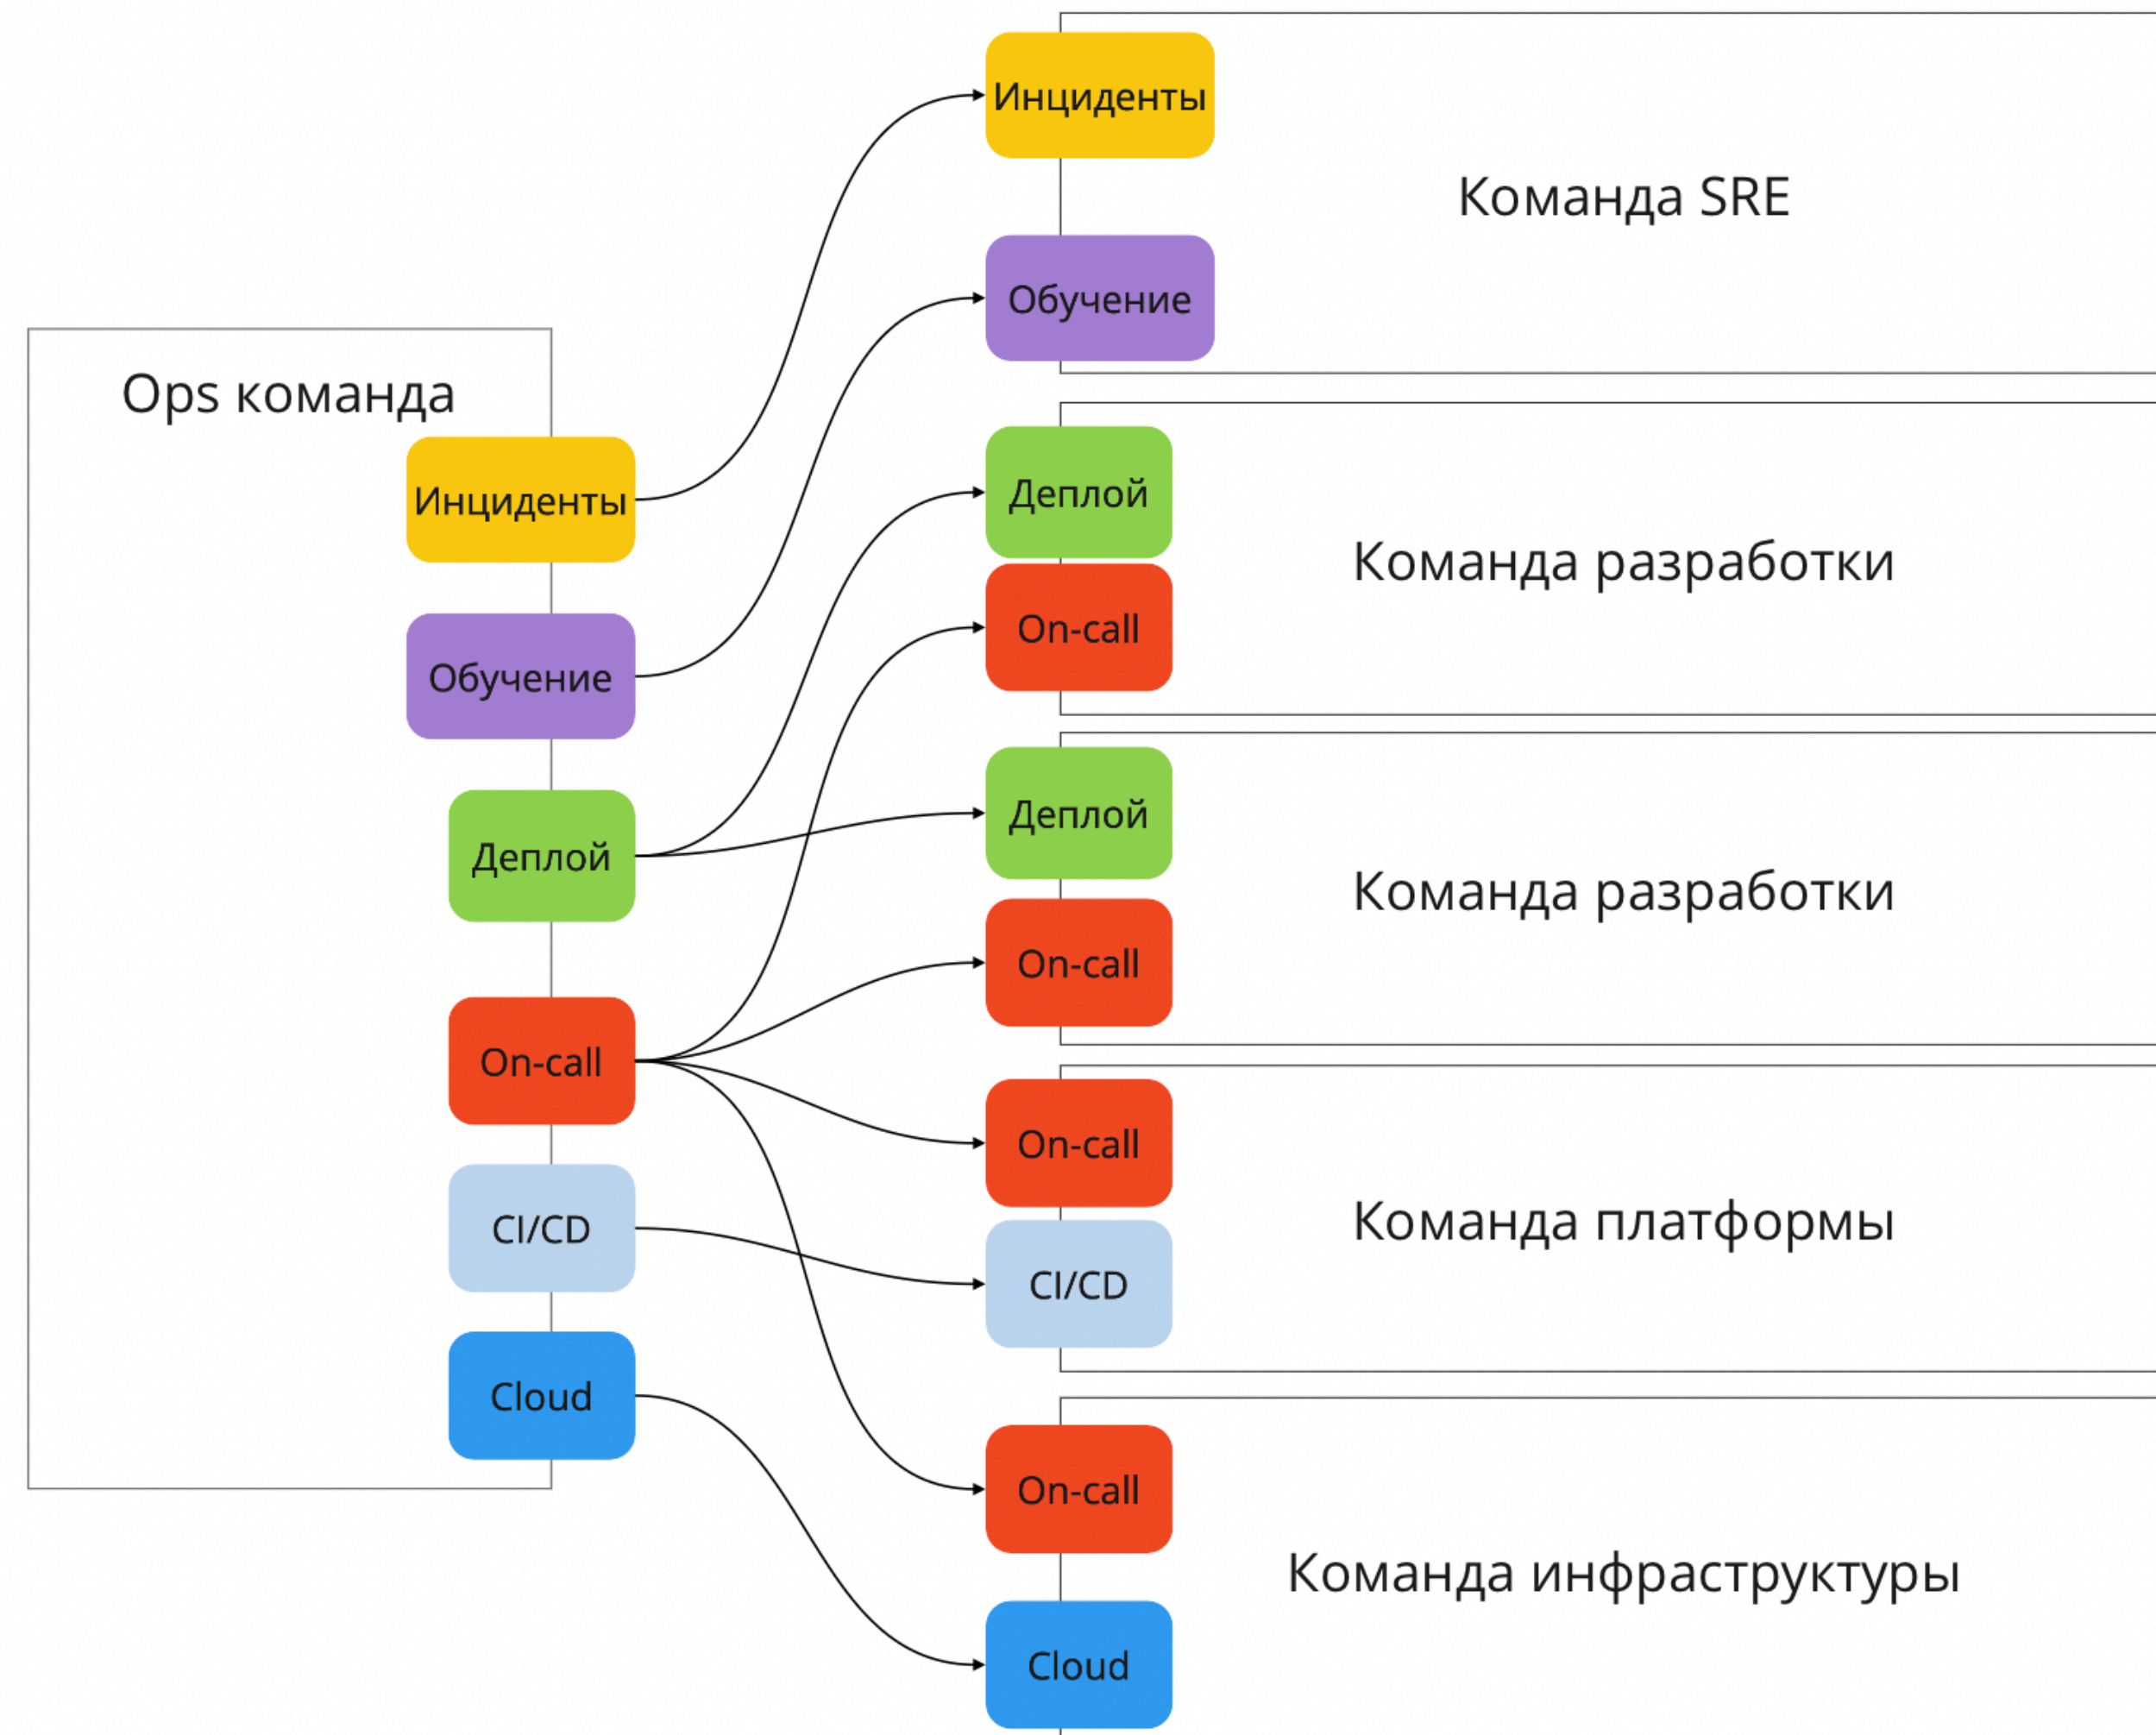 Ops команда
Инциденты
Обучение
Деплой
On-call
CI/CD
Cloud
Инциденты
Обучение
Команда SRE
Деплой
On-call
Команда разработки
Деплой
On-call
Команда разработки
On-call
CI/CD
Команда платформы
On-call
Cloud
Команда инфраструктуры